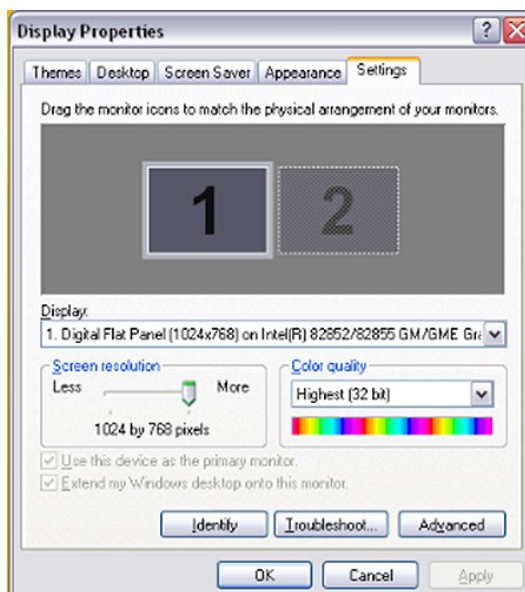 Display Properties
Themes Desktop Screen Saver Appearance Settings
Drag the monitor icons to match the physical arrangement of your monitors.
1 2
Display:
1. Digital Flat Panel (1024x768) on Intel(R) 82852/82855 GM/GME Gra
Screen resolution Color quality
Less More Highest (32 bit)
1024 by 768 pixels
Use this device as the primary monitor.
Extend my Windows desktop onto this monitor.
Identify Troubleshoot... Advanced
OK Cancel Apply